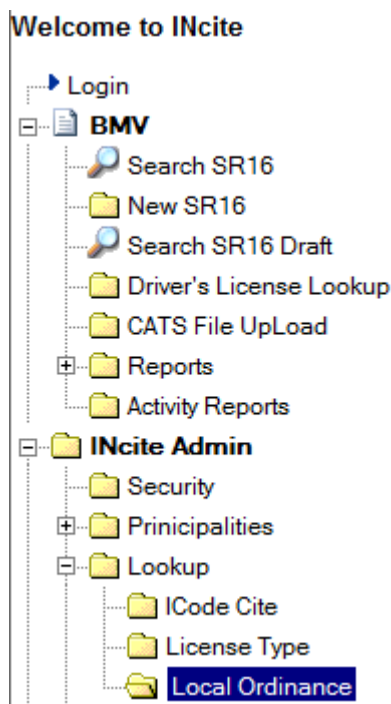 Welcome to INcite
Login
BMV
Search SR16
New SR16
Search SR16 Draft
Driver's License Lookup
CATS File UpLoad
Reports
Activity Reports
INcite Admin
Security
Prinicipalities
Lookup
ICode Cite
License Type
Local Ordinance